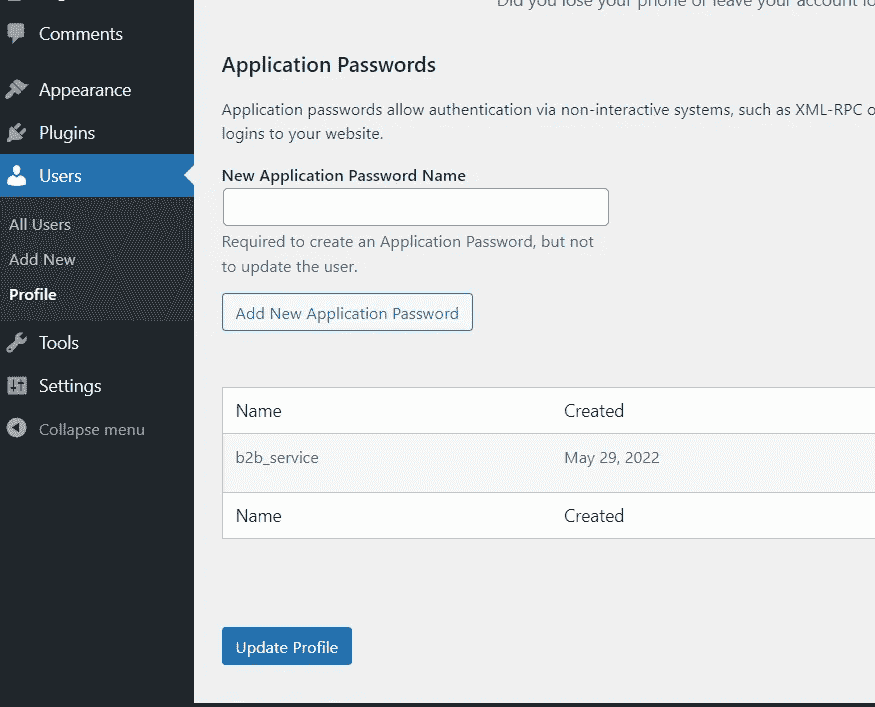 Did you lose your phone or leave your account lo
Comments
Appearance
Plugins
Users
All Users
Add New
Profile
Tools
Settings
Collapse menu
Application Passwords
Application passwords allow authentication via non-interactive systems, such as XML-RPC o
logins to your website.
New Application Password Name
Required to create an Application Password, but not
to update the user.
Add New Application Password
Name Created
b2b_service May 29, 2022
Name Created
Update Profile